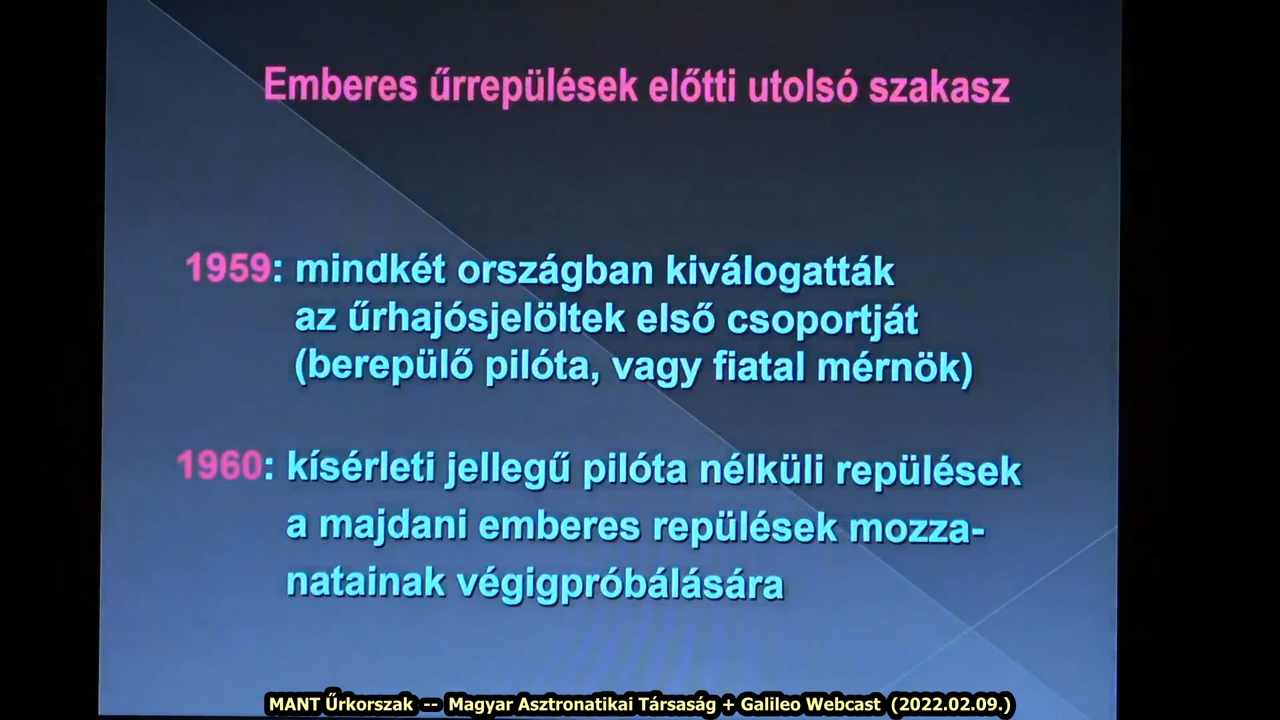 Emberes űrrepülések előtti utolsó szakasz
1959: mindkét országban kiválogatták
az űrhajósjelöltek első csoportját
(berepülő pilóta, vagy fiatal mérnök)
1960: kísérleti jellegű pilóta nélküli repülések
a majdani emberes repülések mozza-
natainak végigpróbálására
MANT Űrkorszak -- Magyar Asztronatikai Társaság + Galileo Webcast (2022.02.09.)